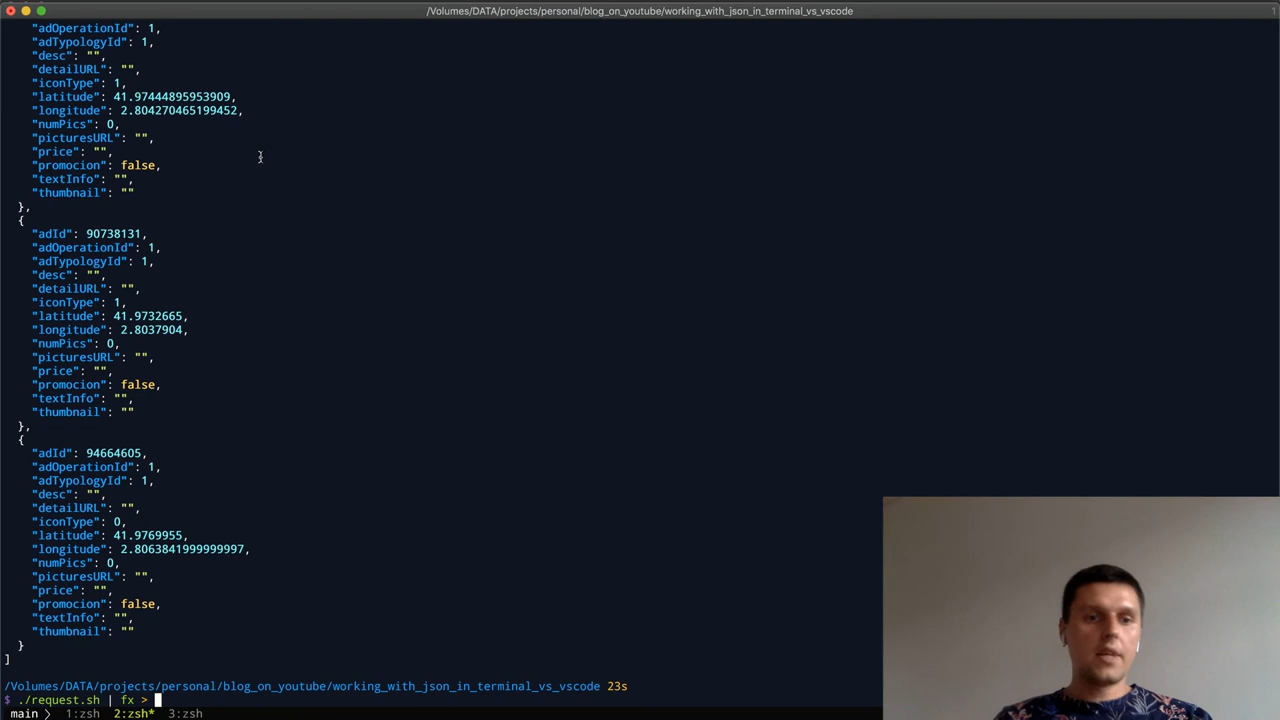 /Volumes/DATA/projects/personal/blog_on_youtube/working_with_json_in_terminal_vs_vscode
"adOperationId": 1,
"adTypologyId": 1,
"desc": "",
"detailURL": "",
"iconType": 1,
"latitude": 41.97444895953909,
"longitude": 2.804270465199452,
"numPics": 0,
"picturesURL": "",
"price": "",
"promocion": false,
"textInfo": "",
"thumbnail": ""
},
{
"adId": 90738131,
"adOperationId": 1,
"adTypologyId": 1,
"desc": "",
"detailURL": "",
"iconType": 1,
"latitude": 41.9732665,
"longitude": 2.8037904,
"numPics": 0,
"picturesURL": "",
"price": "",
"promocion": false,
"textInfo": "",
"thumbnail": ""
},
{
"adId": 94664605,
"adOperationId": 1,
"adTypologyId": 1,
"desc": "",
"detailURL": "",
"iconType": 0,
"latitude": 41.9769955,
"longitude": 2.8063841999999997,
"numPics": 0,
"picturesURL": "",
"price": "",
"promocion": false,
"textInfo": "",
"thumbnail": ""
}
]
/Volumes/DATA/projects/personal/blog_on_youtube/working_with_json_in_terminal_vs_vscode 23s
$ ./request.sh | fx >
main 〉 1:zsh 2:zsh* 3:zsh